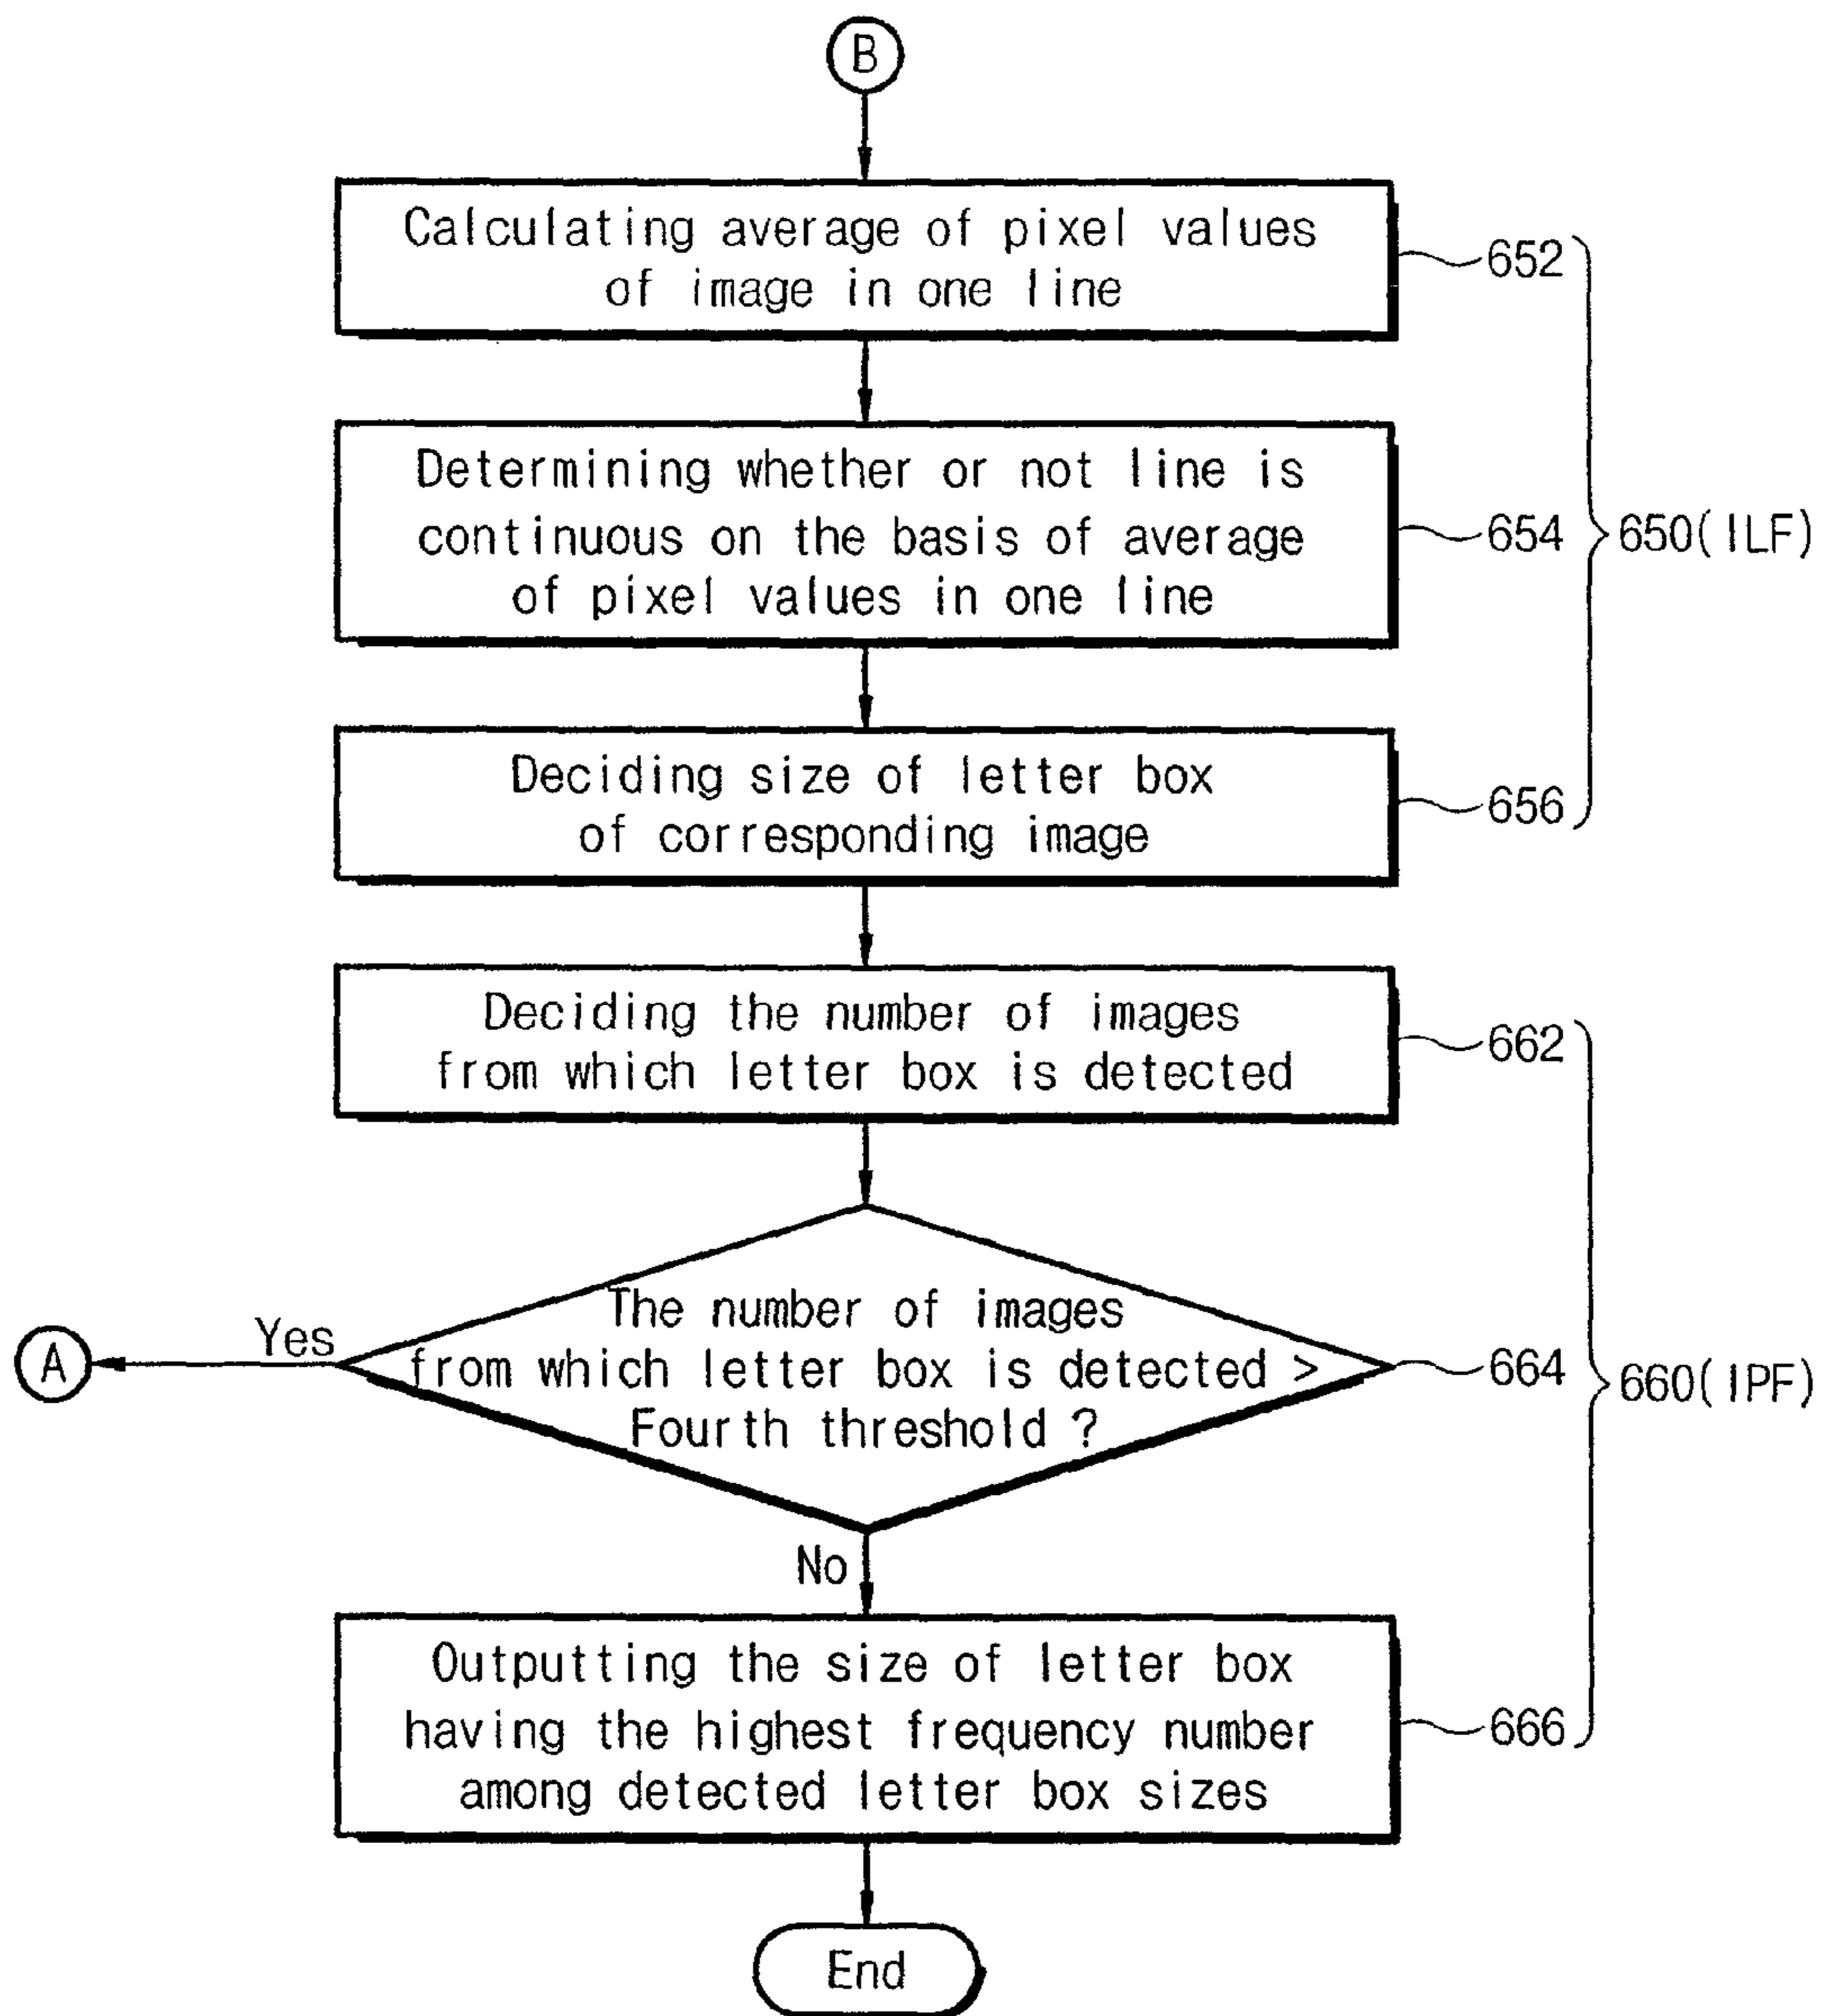 B
Calculating average of pixel values
of image in one line
652
Determining whether or not line is
continuous on the basis of average
of pixel values in one line
654
650(ILF)
Deciding size of letter box
of corresponding image
656
Deciding the number of images
from which letter box is detected
662
The number of images
from which letter box is detected >
Fourth threshold ?
664
660(IPF)
Yes
A
No
Outputting the size of letter box
having the highest frequency number
among detected letter box sizes
666
End